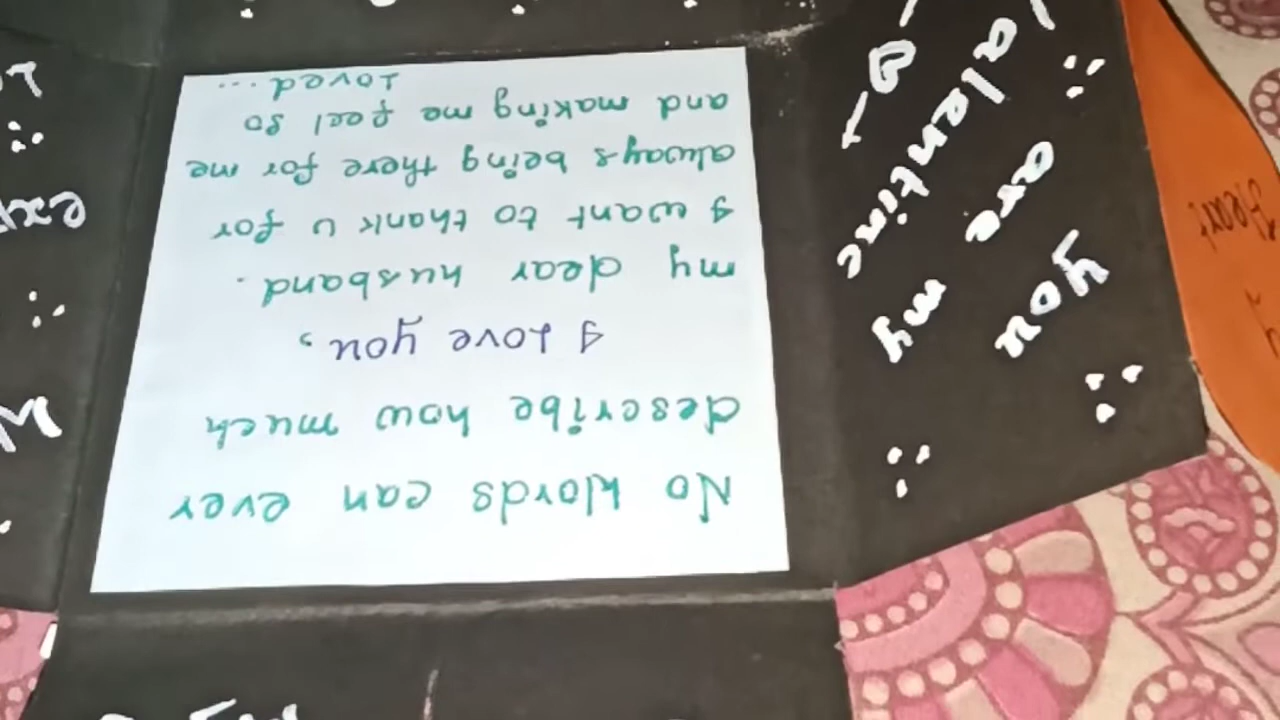 No Words can ever
describe how much
I Love you,
my dear husband.
I want to thank u for
always being there for me
and making me feel so
Loved...
you
are my
valentine
Heart